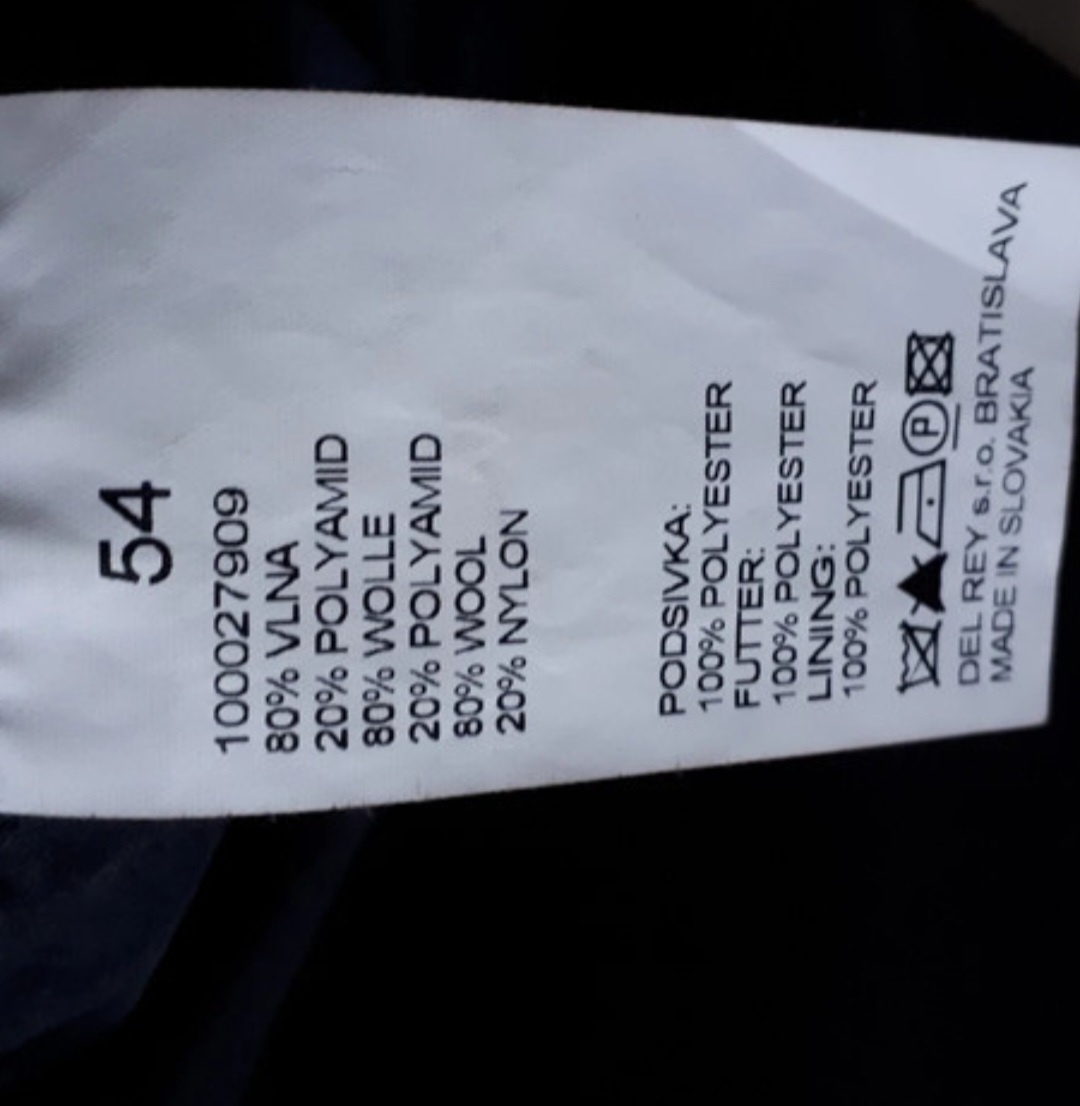 54
1000279909
80% VLNA
20% POLYAMID
80% WOLLE
20% POLYAMID
80% WOOL
20% NYLON
PODSIVKA:
100% POLYESTER
FUTTER:
100% POLYESTER
LINING:
100% POLYESTER
P
DEL REY s.r.o. BRATISLAVA
MADE IN SLOVAKIA